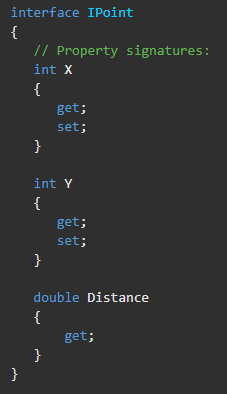 interface IPoint
{
   // Property signatures:
   int X
   {
      get;
      set;
   }

   int Y
   {
      get;
      set;
   }

   double Distance
   {
       get;
   }
}